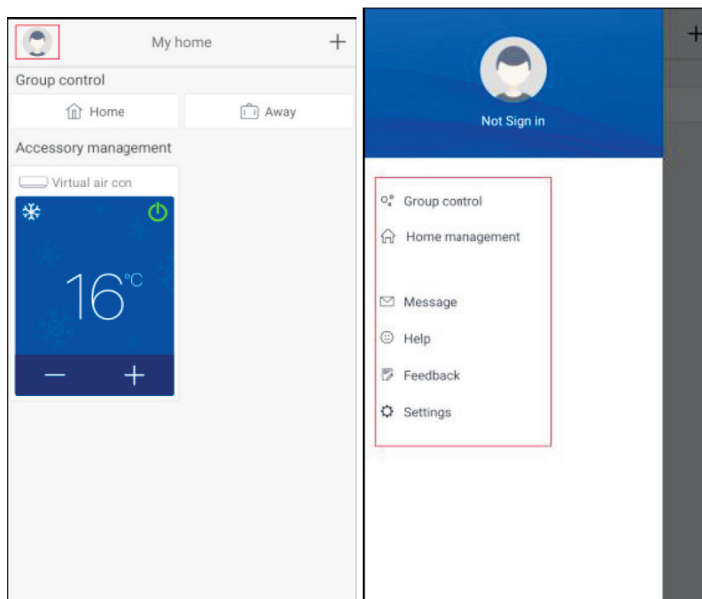 My home
+
Group control
Home
Away
Accessory management
Virtual air ccn
16°C
− +
+
Not Sign in
Group control
Home management
Message
Help
Feedback
Settings